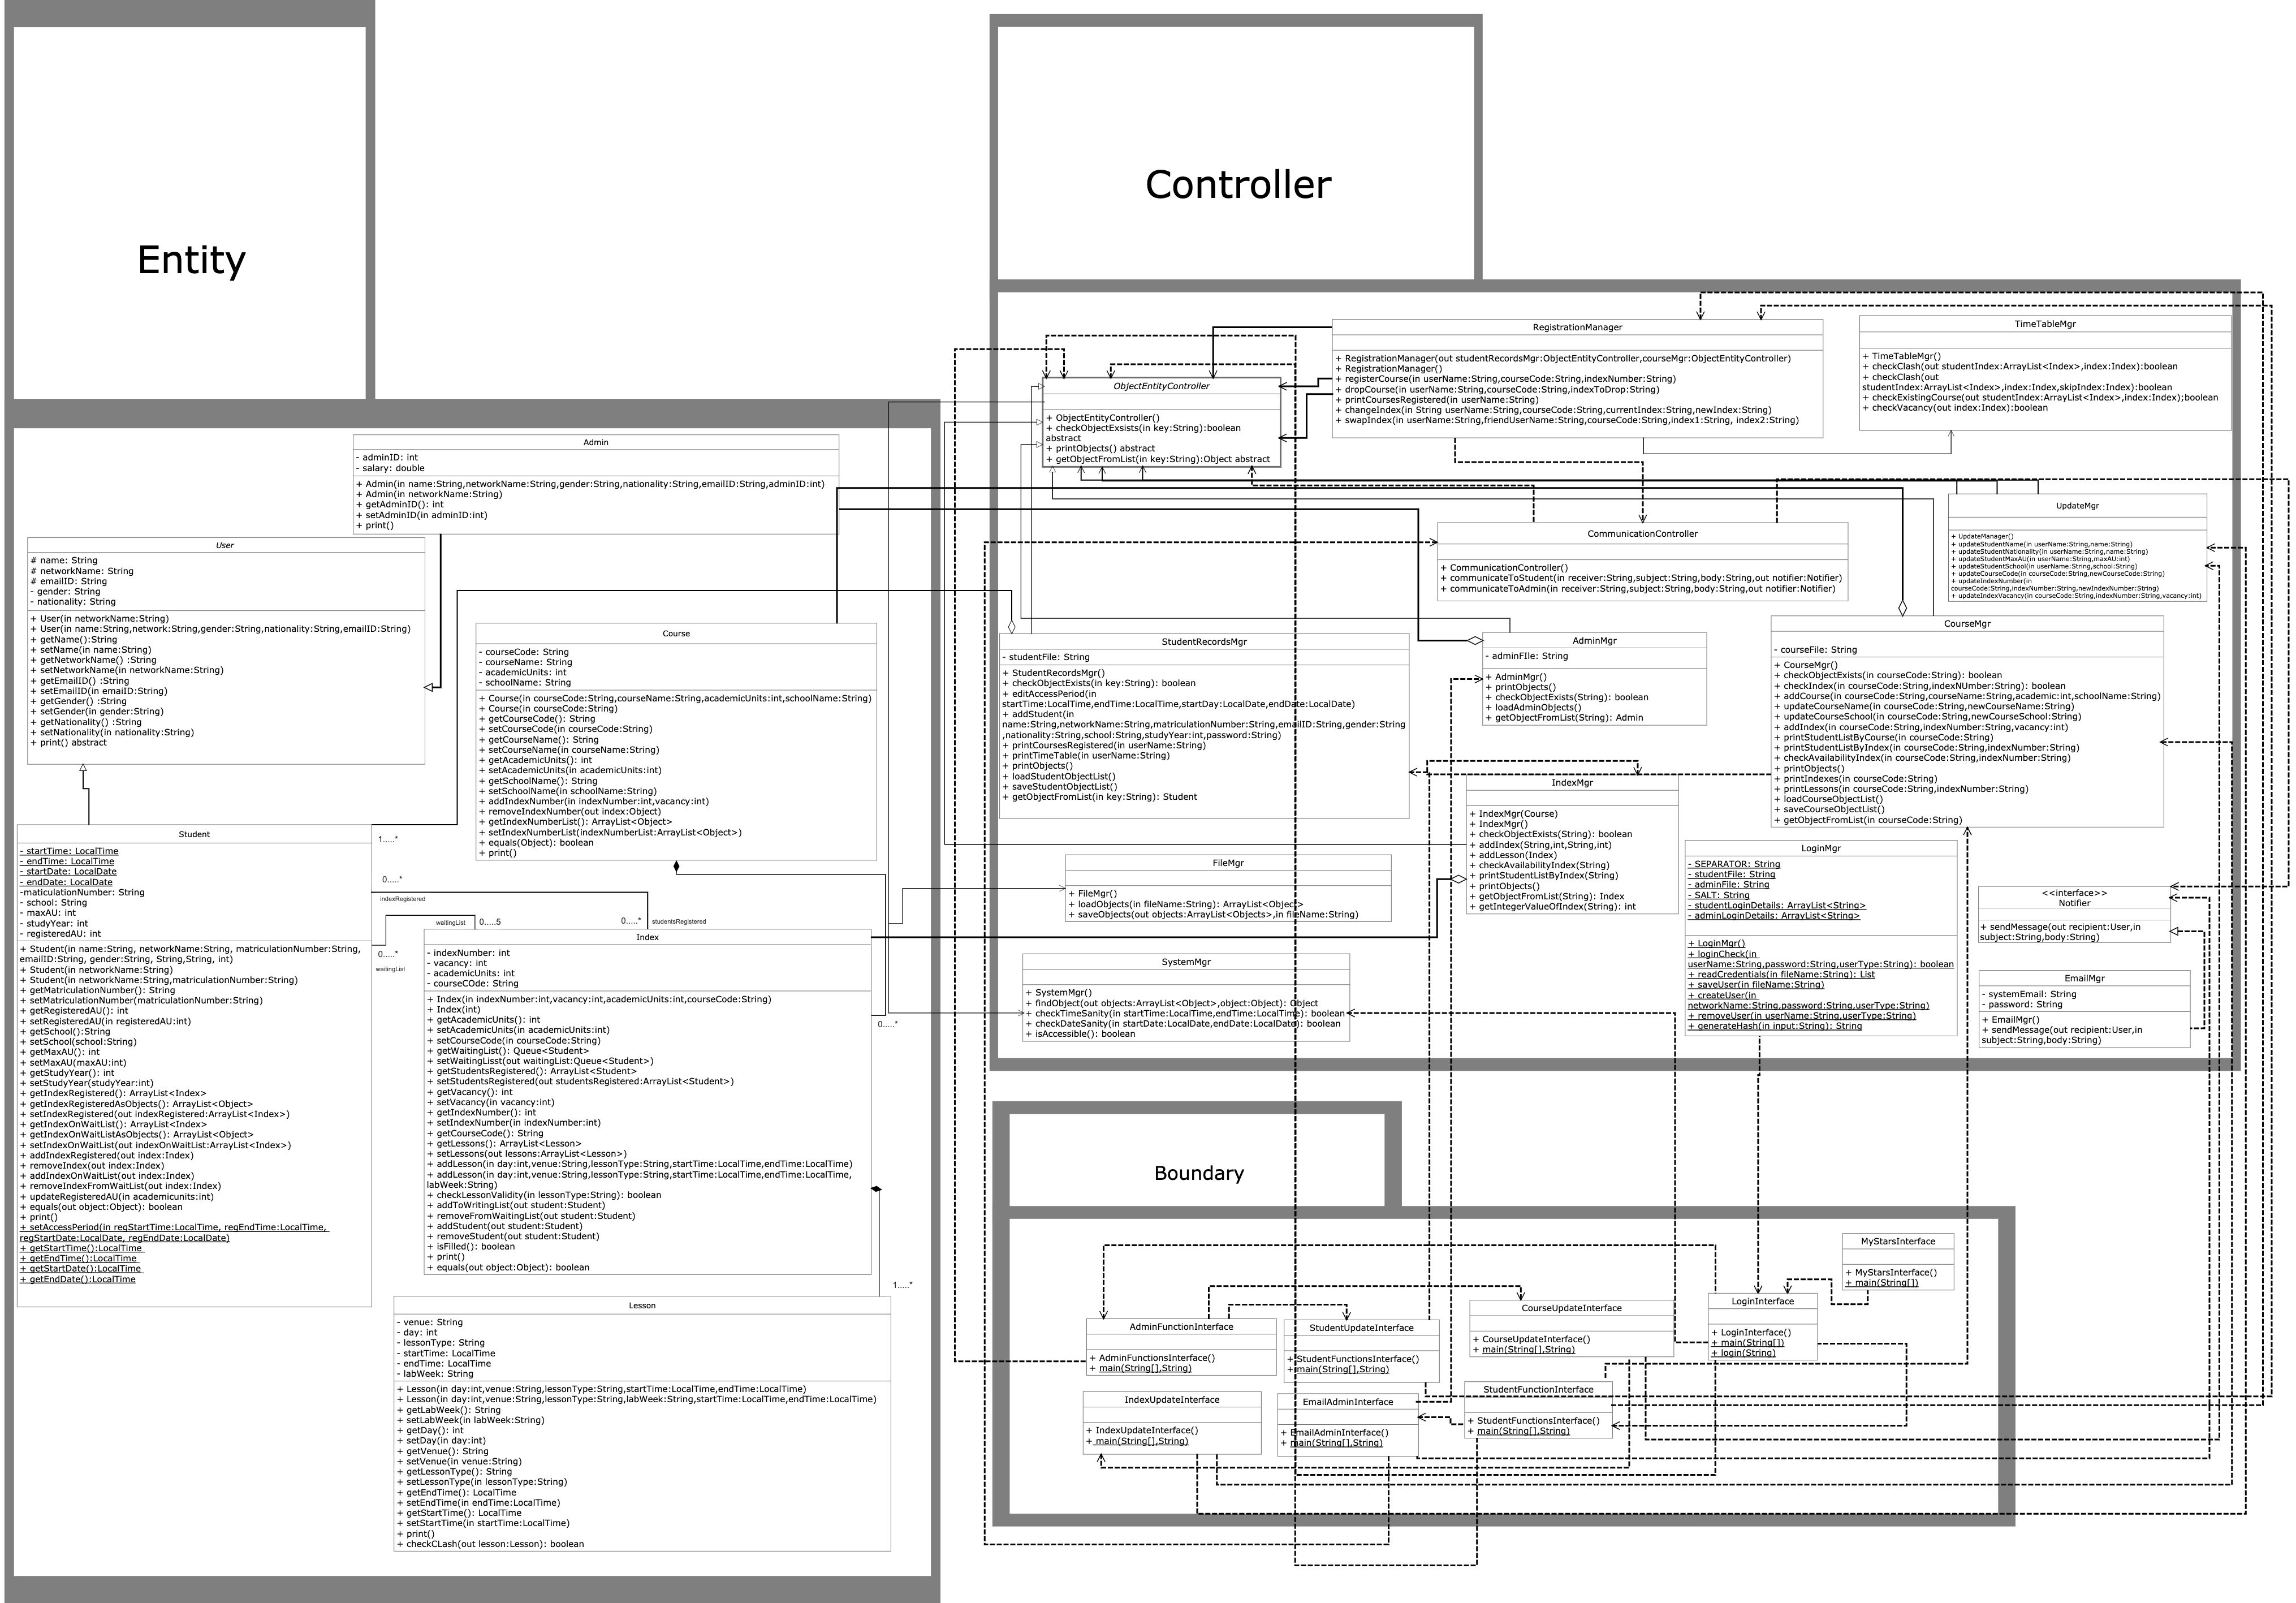 Entity
Controller
Admin
- adminID: int
- salary: double
+ Admin(in name:String,networkName:String,gender:String,nationality:String,emailID:String,adminID:int)
+ Admin(in networkName:String)
+ getAdminID(): int
+ setAdminID(in adminID:int)
+ print()
User
# name: String
# networkName: String
# emailID: String
- gender: String
- nationality: String
+ User(in networkName:String)
+ User(in name:String,network:String,gender:String,nationality:String,emailID:String)
+ getName():String
+ setName(in name:String)
+ getNetworkName() :String
+ setNetworkName(in networkName:String)
+ getEmailID() :String
+ setEmailID(in emaiID:String)
+ getGender() :String
+ setGender(in gender:String)
+ getNationality() :String
+ setNationality(in nationality:String)
+ print() abstract
Course
- courseCode: String
- courseName: String
- academicUnits: int
- schoolName: String
+ Course(in courseCode:String,courseName:String,academicUnits:int,schoolName:String)
+ Course(in courseCode:String)
+ getCourseCode(): String
+ setCourseCode(in courseCode:String)
+ getCourseName(): String
+ setCourseName(in courseName:String)
+ getAcademicUnits(): int
+ setAcademicUnits(in academicUnits:int)
+ getSchoolName(): String
+ setSchoolName(in schoolName:String)
+ addIndexNumber(in indexNumber:int,vacancy:int)
+ removeIndexNumber(out index:Object)
+ getIndexNumberList(): ArrayList<Object>
+ setIndexNumberList(indexNumberList:ArrayList<Object>)
+ equals(Object): boolean
+ print()
Student
- startTime: LocalTime
- endTime: LocalTime
- startDate: LocalDate
- endDate: LocalDate
-maticulationNumber: String
- school: String
- maxAU: int
- studyYear: int
- registeredAU: int
+ Student(in name:String, networkName:String, matriculationNumber:String,
emailID:String, gender:String, String,String, int)
+ Student(in networkName:String)
+ Student(in networkName:String,matriculationNumber:String)
+ getMatriculationNumber(): String
+ setMatriculationNumber(matriculationNumber:String)
+ getRegisteredAU(): int
+ setRegisteredAU(in registeredAU:int)
+ getSchool():String
+ setSchool(school:String)
+ getMaxAU(): int
+ setMaxAU(maxAU:int)
+ getStudyYear(): int
+ setStudyYear(studyYear:int)
+ getIndexRegistered(): ArrayList<Index>
+ getIndexRegisteredAsObjects(): ArrayList<Object>
+ setIndexRegistered(out indexRegistered:ArrayList<Index>)
+ getIndexOnWaitList(): ArrayList<Index>
+ getIndexOnWaitListAsObjects(): ArrayList<Object>
+ setIndexOnWaitList(out indexOnWaitList:ArrayList<Index>)
+ addIndexRegistered(out index:Index)
+ removeIndex(out index:Index)
+ addIndexOnWaitList(out index:Index)
+ removeIndexFromWaitList(out index:Index)
+ updateRegisteredAU(in academicunits:int)
+ equals(out object:Object): boolean
+ print()
+ setAccessPeriod(in regStartTime:LocalTime, regEndTime:LocalTime,
regStartDate:LocalDate, regEndDate:LocalDate)
+ getStartTime():LocalTime
+ getEndTime():LocalTime
+ getStartDate():LocalTime
+ getEndDate():LocalTime
1.....*
0.....*
indexRegistered
waitingList
0.....5
0.....*
studentsRegistered
0.....*
waitingList
Index
- indexNumber: int
- vacancy: int
- academicUnits: int
- courseCOde: String
+ Index(in indexNumber:int,vacancy:int,academicUnits:int,courseCode:String)
+ Index(int)
+ getAcademicUnits(): int
+ setAcademicUnits(in academicUnits:int)
+ setCourseCode(in courseCode:String)
+ getWaitingList(): Queue<Student>
+ setWaitingLisst(out waitingList:Queue<Student>)
+ getStudentsRegistered(): ArrayList<Student>
+ setStudentsRegistered(out studentsRegistered:ArrayList<Student>)
+ getVacancy(): int
+ setVacancy(in vacancy:int)
+ getIndexNumber(): int
+ setIndexNumber(in indexNumber:int)
+ getCourseCode(): String
+ getLessons(): ArrayList<Lesson>
+ setLessons(out lessons:ArrayList<Lesson>)
+ addLesson(in day:int,venue:String,lessonType:String,startTime:LocalTime,endTime:LocalTime)
+ addLesson(in day:int,venue:String,lessonType:String,startTime:LocalTime,endTime:LocalTime,
labWeek:String)
+ checkLessonValidity(in lessonType:String): boolean
+ addToWritingList(out student:Student)
+ removeFromWaitingList(out student:Student)
+ addStudent(out student:Student)
+ removeStudent(out student:Student)
+ isFilled(): boolean
+ print()
+ equals(out object:Object): boolean
0.....*
1.....*
Lesson
- venue: String
- day: int
- lessonType: String
- startTime: LocalTime
- endTime: LocalTime
- labWeek: String
+ Lesson(in day:int,venue:String,lessonType:String,startTime:LocalTime,endTime:LocalTime)
+ Lesson(in day:int,venue:String,lessonType:String,labWeek:String,startTime:LocalTime,endTime:LocalTime)
+ getLabWeek(): String
+ setLabWeek(in labWeek:String)
+ getDay(): int
+ setDay(in day:int)
+ getVenue(): String
+ setVenue(in venue:String)
+ getLessonType(): String
+ setLessonType(in lessonType:String)
+ getEndTime(): LocalTime
+ setEndTime(in endTime:LocalTime)
+ getStartTime(): LocalTime
+ setStartTime(in startTime:LocalTime)
+ print()
+ checkCLash(out lesson:Lesson): boolean
ObjectEntityController
+ ObjectEntityController()
+ checkObjectExsists(in key:String):boolean
abstract
+ printObjects() abstract
+ getObjectFromList(in key:String):Object abstract
RegistrationManager
+ RegistrationManager(out studentRecordsMgr:ObjectEntityController,courseMgr:ObjectEntityController)
+ RegistrationManager()
+ registerCourse(in userName:String,courseCode:String,indexNumber:String)
+ dropCourse(in userName:String,courseCode:String,indexToDrop:String)
+ printCoursesRegistered(in userName:String)
+ changeIndex(in String userName:String,courseCode:String,currentIndex:String,newIndex:String)
+ swapIndex(in userName:String,friendUserName:String,courseCode:String,index1:String, index2:String)
TimeTableMgr
+ TimeTableMgr()
+ checkClash(out studentIndex:ArrayList<Index>,index:Index):boolean
+ checkClash(out
studentIndex:ArrayList<Index>,index:Index,skipIndex:Index):boolean
+ checkExistingCourse(out studentIndex:ArrayList<Index>,index:Index);boolean
+ checkVacancy(out index:Index):boolean
CommunicationController
+ CommunicationController()
+ communicateToStudent(in receiver:String,subject:String,body:String,out notifier:Notifier)
+ communicateToAdmin(in receiver:String,subject:String,body:String,out notifier:Notifier)
UpdateMgr
+ UpdateManager()
+ updateStudentName(in userName:String,name:String)
+ updateStudentNationality(in userName:String,name:String)
+ updateStudentMaxAU(in userName:String,maxAU:int)
+ updateStudentSchool(in userName:String,school:String)
+ updateCourseCode(in courseCode:String,newCourseCode:String)
+ updateIndexNumber(in
courseCode:String,indexNumber:String,newIndexNumber:String)
+ updateIndexVacancy(in courseCode:String,indexNumber:String,vacancy:int)
StudentRecordsMgr
- studentFile: String
+ StudentRecordsMgr()
+ checkObjectExists(in key:String): boolean
+ editAccessPeriod(in
startTime:LocalTime,endTime:LocalTime,startDay:LocalDate,endDate:LocalDate)
+ addStudent(in
name:String,networkName:String,matriculationNumber:String,emailID:String,gender:String
,nationality:String,school:String,studyYear:int,password:String)
+ printCoursesRegistered(in userName:String)
+ printTimeTable(in userName:String)
+ printObjects()
+ loadStudentObjectList()
+ saveStudentObjectList()
+ getObjectFromList(in key:String): Student
AdminMgr
- adminFIle: String
+ AdminMgr()
+ printObjects()
+ checkObjectExists(String): boolean
+ loadAdminObjects()
+ getObjectFromList(String): Admin
CourseMgr
- courseFile: String
+ CourseMgr()
+ checkObjectExists(in courseCode:String): boolean
+ checkIndex(in courseCode:String,indexNUmber:String): boolean
+ addCourse(in courseCode:String,courseName:String,academic:int,schoolName:String)
+ updateCourseName(in courseCode:String,newCourseName:String)
+ updateCourseSchool(in courseCode:String,newCourseSchool:String)
+ addIndex(in courseCode:String,indexNumber:String,vacancy:int)
+ printStudentListByCourse(in courseCode:String)
+ printStudentListByIndex(in courseCode:String,indexNumber:String)
+ checkAvailabilityIndex(in courseCode:String,indexNumber:String)
+ printObjects()
+ printIndexes(in courseCode:String)
+ printLessons(in courseCode:String,indexNumber:String)
+ loadCourseObjectList()
+ saveCourseObjectList()
+ getObjectFromList(in courseCode:String)
IndexMgr
+ IndexMgr(Course)
+ IndexMgr()
+ checkObjectExists(String): boolean
+ addIndex(String,int,String,int)
+ addLesson(Index)
+ checkAvailabilityIndex(String)
+ printStudentListByIndex(String)
+ printObjects()
+ getObjectFromList(String): Index
+ getIntegerValueOfIndex(String): int
FileMgr
+ FileMgr()
+ loadObjects(in fileName:String): ArrayList<Object>
+ saveObjects(out objects:ArrayList<Objects>,in fileName:String)
LoginMgr
- SEPARATOR: String
- studentFile: String
- adminFile: String
- SALT: String
- studentLoginDetails: ArrayList<String>
- adminLoginDetails: ArrayList<String>
+ LoginMgr()
+ loginCheck(in
userName:String,password:String,userType:String): boolean
+ readCredentials(in fileName:String): List
+ saveUser(in fileName:String)
+ createUser(in
networkName:String,password:String,userType:String)
+ removeUser(in userName:String,userType:String)
+ generateHash(in input:String): String
<<interface>>
Notifier
+ sendMessage(out recipient:User,in
subject:String,body:String)
SystemMgr
+ SystemMgr()
+ findObject(out objects:ArrayList<Object>,object:Object): Object
+ checkTimeSanity(in startTime:LocalTime,endTime:LocalTime): boolean
+ checkDateSanity(in startDate:LocalDate,endDate:LocalDate): boolean
+ isAccessible(): boolean
EmailMgr
- systemEmail: String
- password: String
+ EmailMgr()
+ sendMessage(out recipient:User,in
subject:String,body:String)
Boundary
MyStarsInterface
+ MyStarsInterface()
+ main(String[])
LoginInterface
+ LoginInterface()
+ main(String[])
+ login(String)
AdminFunctionInterface
+ AdminFunctionsInterface()
+ main(String[],String)
StudentUpdateInterface
+ StudentFunctionsInterface()
+ main(String[],String)
CourseUpdateInterface
+ CourseUpdateInterface()
+ main(String[],String)
IndexUpdateInterface
+ IndexUpdateInterface()
+ main(String[],String)
EmailAdminInterface
+ EmailAdminInterface()
+ main(String[],String)
StudentFunctionInterface
+ StudentFunctionsInterface()
+ main(String[],String)